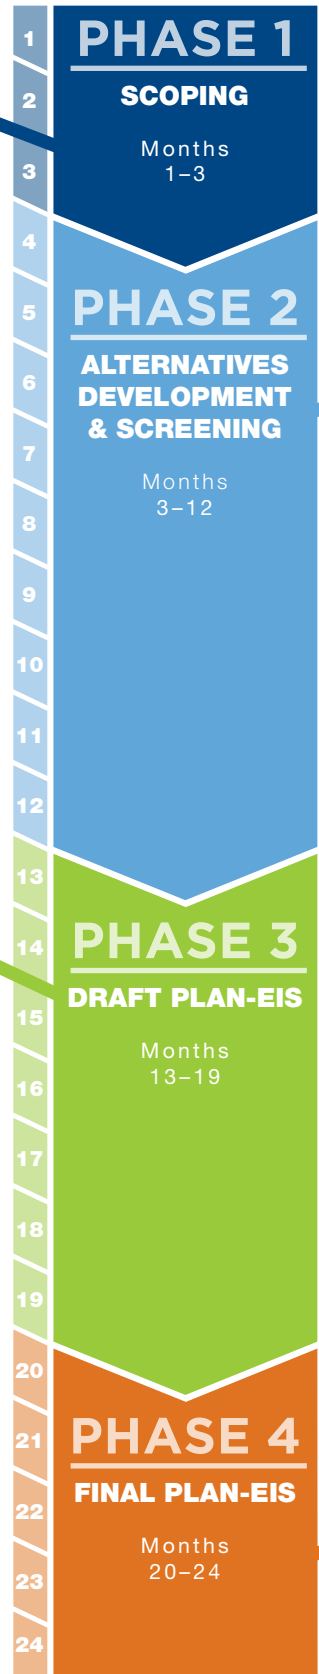 1
2
3
4
5
6
7
8
9
10
11
12
13
14
15
16
17
18
19
20
21
22
23
24
PHASE 1
SCOPING
Months
1–3
PHASE 2
ALTERNATIVES
DEVELOPMENT
& SCREENING
Months
3–12
PHASE 3
DRAFT PLAN-EIS
Months
13–19
PHASE 4
FINAL PLAN-EIS
Months
20–24